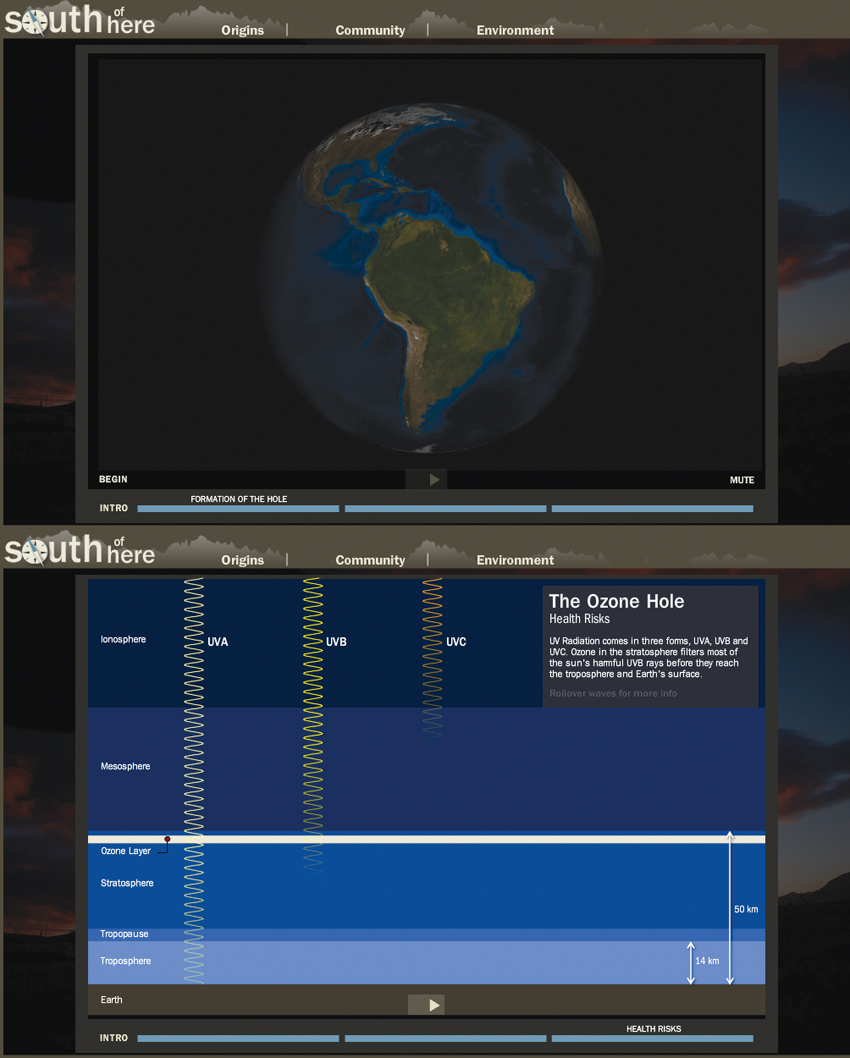 south of here
Origins | Community | Environment
BEGIN
MUTE
FORMATION OF THE HOLE
INTRO
south of here
Origins | Community | Environment
The Ozone Hole
Health Risks
UV Radiation comes in three forms, UVA, UVB and
UVC. Ozone in the stratosphere filters most of
the sun's harmful UVB rays before they reach
the troposphere and Earth's surface.
Rollover waves for more info
Ionosphere
UVA
UVB
UVC
Mesosphere
Ozone Layer
Stratosphere
50 km
Tropopause
Troposphere
14 km
Earth
HEALTH RISKS
INTRO